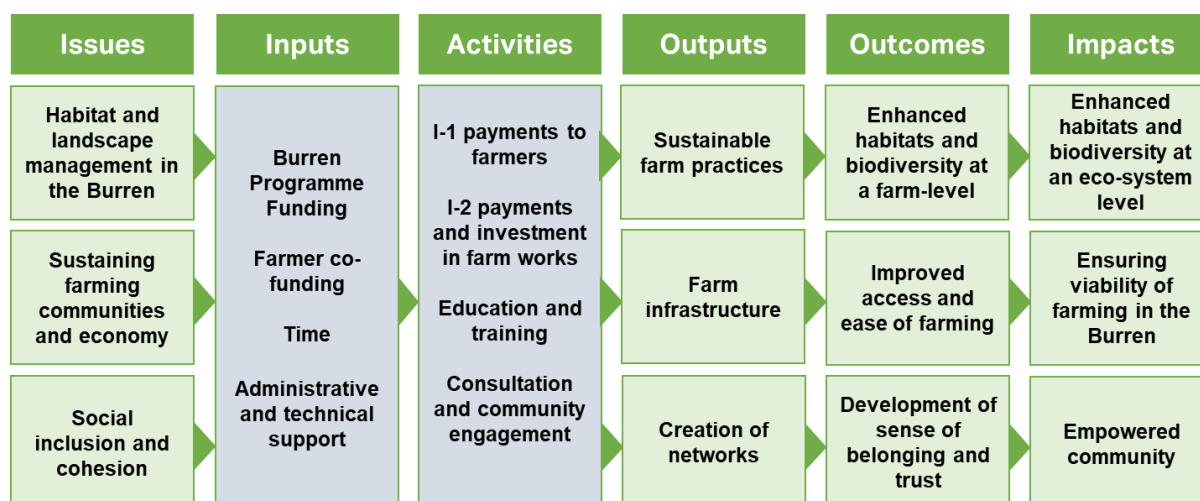 Issues
Inputs
Activities
Outputs
Outcomes
Impacts
Habitat and
landscape
management in
the Burren
Sustaining
farming
communities
and economy
Social
inclusion and
cohesion
Burren
Programme
Funding
Farmer co-
funding
Time
Administrative
and technical
support
I-1 payments to
farmers
I-2 payments
and investment
in farm works
Education and
training
Consultation
and community
engagement
Sustainable
farm practices
Farm
infrastructure
Creation of
networks
Enhanced
habitats and
biodiversity at
a farm-level
Improved
access and
ease of farming
Development of
sense of
belonging and
trust
Enhanced
habitats and
biodiversity at
an eco-system
level
Ensuring
viability of
farming in the
Burren
Empowered
community